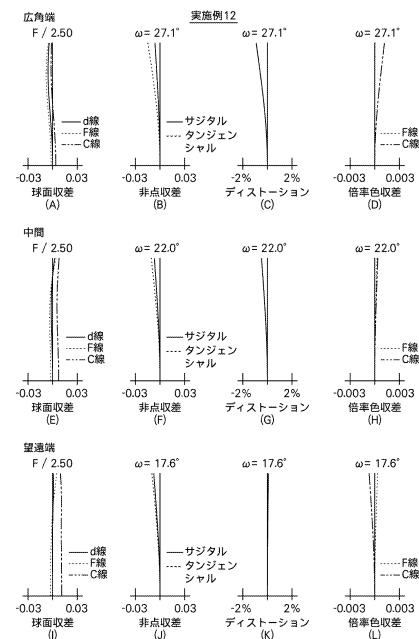 実施例12
広角端
F / 2.50 ω= 27.1° ω= 27.1° ω= 27.1°
d線 サジタル
F線 タンジェン F線
C線 シャル C線
-0.03 0.03 -0.03 0.03 -2% 2% -0.003 0.003
球面収差 非点収差 ディストーション 倍率色収差
(A) (B) (C) (D)
中間
F / 2.50 ω= 22.0° ω= 22.0° ω= 22.0°
d線 サジタル
F線 タンジェン F線
C線 シャル C線
-0.03 0.03 -0.03 0.03 -2% 2% -0.003 0.003
球面収差 非点収差 ディストーション 倍率色収差
(E) (F) (G) (H)
望遠端
F / 2.50 ω= 17.6° ω= 17.6° ω= 17.6°
d線 サジタル
F線 タンジェン F線
C線 シャル C線
-0.03 0.03 -0.03 0.03 -2% 2% -0.003 0.003
球面収差 非点収差 ディストーション 倍率色収差
(I) (J) (K) (L)